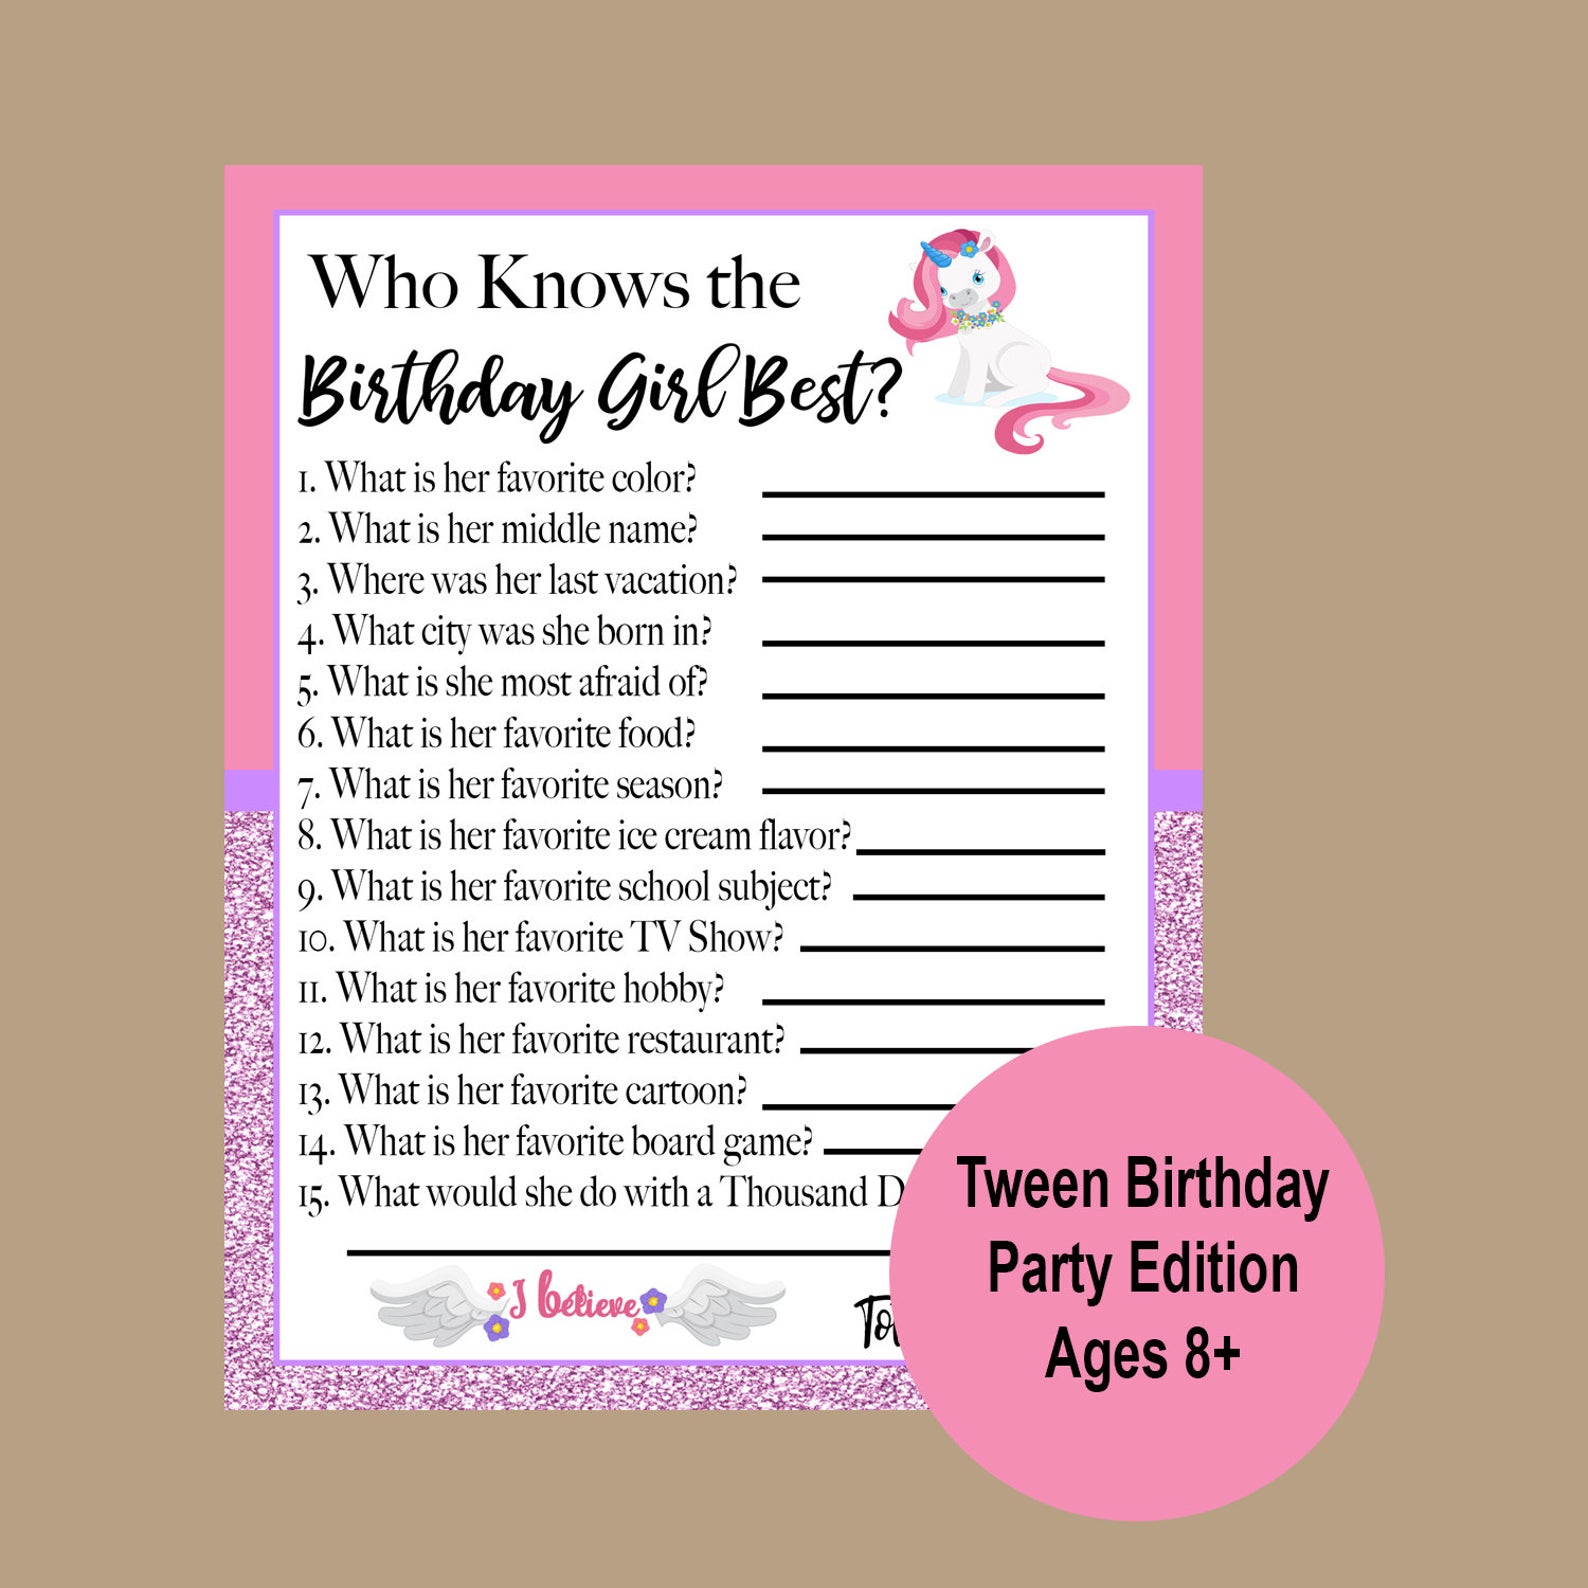 Who Knows the
Birthday Girl Best?
1. What is her favorite color?
2. What is her middle name?
3. Where was her last vacation?
4. What city was she born in?
5. What is she most afraid of?
6. What is her favorite food?
7. What is her favorite season?
8. What is her favorite ice cream flavor?
9. What is her favorite school subject?
10. What is her favorite TV Show?
11. What is her favorite hobby?
12. What is her favorite restaurant?
13. What is her favorite cartoon?
14. What is her favorite board game?
15. What would she do with a Thousand
I believe
Tween Birthday
Party Edition
Ages 8+